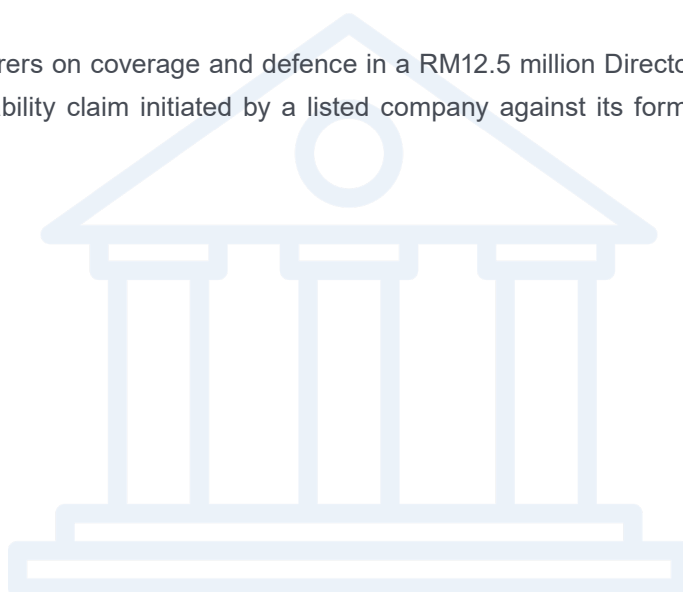 rers on coverage and defence in a RM12.5 million Directo
bility claim initiated by a listed company against its form